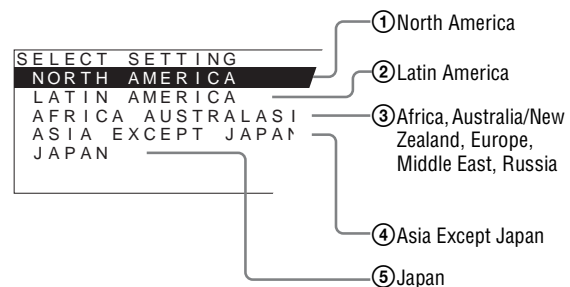 SELECT SETTING
NORTH AMERICA
LATIN AMERICA
AFRICA AUSTRALASI
ASIA EXCEPT JAPAN
JAPAN
①North America
②Latin America
③Africa, Australia/New
Zealand, Europe,
Middle East, Russia
④Asia Except Japan
⑤Japan